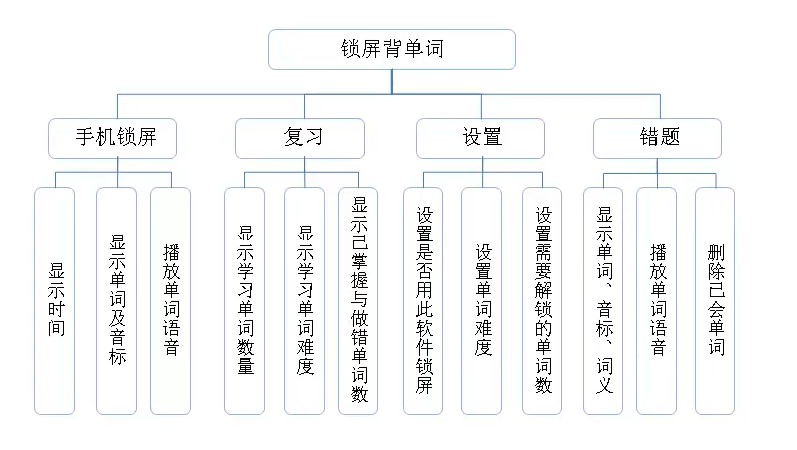 锁屏背单词
手机锁屏
复习
设置
错题
显示时间
显示单词及音标
播放单词语音
显示学习单词数量
显示学习单词难度
显示已掌握与做错单词数
设置是否用此软件锁屏
设置单词难度
设置需要解锁的单词数
显示单词、音标、词义
播放单词语音
删除已会单词